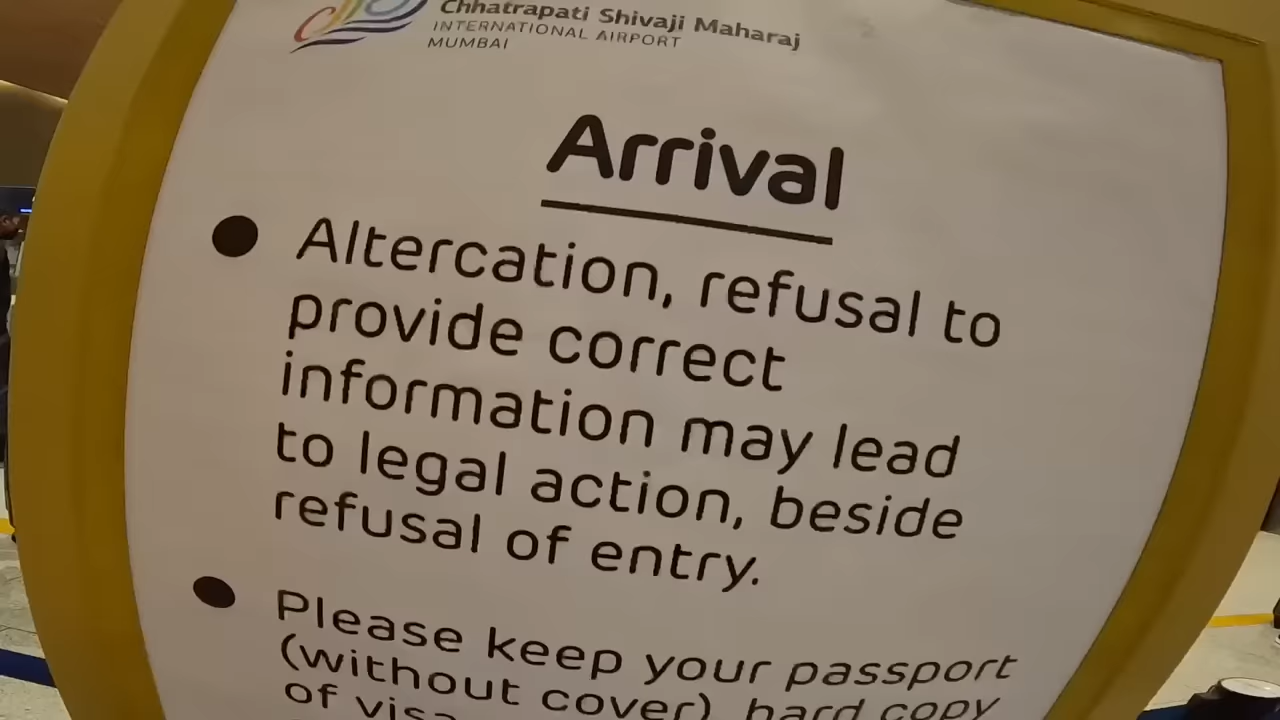 Chhatrapati Shivaji Maharaj
INTERNATIONAL AIRPORT
MUMBAI
Arrival
● Altercation, refusal to
provide correct
information may lead
to legal action, beside
refusal of entry.
● Please keep your passport
(without cover), hard copy
of visa